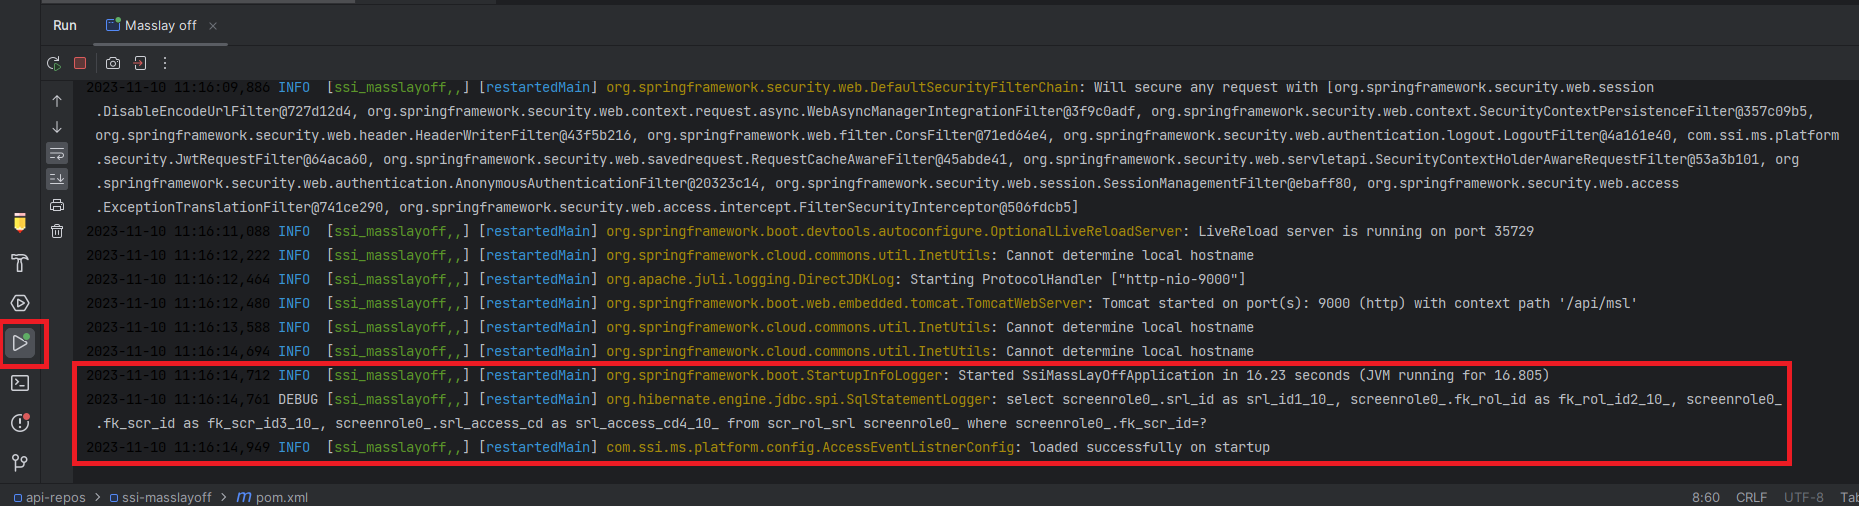 Run
Masslay off
2023-11-10 11:16:09,886 INFO [ssi_masslayoff,,] [restartedMain] org.springframework.security.web.DefaultSecurityFilterChain: Will secure any request with [org.springframework.security.web.session
.DisableEncodeUrlFilter@727d12d4, org.springframework.security.web.context.request.async.WebAsyncManagerIntegrationFilter@3f9c0adf, org.springframework.security.web.context.SecurityContextPersistenceFilter@357c09b5,
org.springframework.security.web.header.HeaderWriterFilter@43f5b216, org.springframework.web.filter.CorsFilter@71ed64e4, org.springframework.security.web.authentication.logout.LogoutFilter@4a161e40, com.ssi.ms.platform
.security.JwtRequestFilter@64aca60, org.springframework.security.web.savedrequest.RequestCacheAwareFilter@45abde41, org.springframework.security.web.servletapi.SecurityContextHolderAwareRequestFilter@53a3b101, org
.springframework.security.web.authentication.AnonymousAuthenticationFilter@20323c14, org.springframework.security.web.session.SessionManagementFilter@ebaff80, org.springframework.security.web.access
.ExceptionTranslationFilter@741ce290, org.springframework.security.web.access.intercept.FilterSecurityInterceptor@506fdcb5]
2023-11-10 11:16:11,088 INFO [ssi_masslayoff,,] [restartedMain] org.springframework.boot.devtools.autoconfigure.OptionalLiveReloadServer: LiveReload server is running on port 35729
2023-11-10 11:16:12,222 INFO [ssi_masslayoff,,] [restartedMain] org.springframework.cloud.commons.util.InetUtils: Cannot determine local hostname
2023-11-10 11:16:12,464 INFO [ssi_masslayoff,,] [restartedMain] org.apache.juli.logging.DirectJDKLog: Starting ProtocolHandler ["http-nio-9000"]
2023-11-10 11:16:12,480 INFO [ssi_masslayoff,,] [restartedMain] org.springframework.boot.web.embedded.tomcat.TomcatWebServer: Tomcat started on port(s): 9000 (http) with context path '/api/msl'
2023-11-10 11:16:13,588 INFO [ssi_masslayoff,,] [restartedMain] org.springframework.cloud.commons.util.InetUtils: Cannot determine local hostname
2023-11-10 11:16:14,694 INFO [ssi_masslayoff,,] [restartedMain] org.springframework.cloud.commons.util.InetUtils: Cannot determine local hostname
2023-11-10 11:16:14,712 INFO [ssi_masslayoff,,] [restartedMain] org.springframework.boot.StartupInfoLogger: Started SsiMassLayOffApplication in 16.23 seconds (JVM running for 16.805)
2023-11-10 11:16:14,761 DEBUG [ssi_masslayoff,,] [restartedMain] org.hibernate.engine.jdbc.spi.SqlStatementLogger: select screenrole0_.srl_id as srl_id1_10_, screenrole0_.fk_rol_id as fk_rol_id2_10_, screenrole0_
.fk_scr_id as fk_scr_id3_10_, screenrole0_.srl_access_cd as srl_access_cd4_10_ from scr_rol_srl screenrole0_ where screenrole0_.fk_scr_id=?
2023-11-10 11:16:14,949 INFO [ssi_masslayoff,,] [restartedMain] com.ssi.ms.platform.config.AccessEventListnerConfig: loaded successfully on startup
api-repos > ssi-masslayoff > m pom.xml
8:60 CRLF UTF-8 Tab